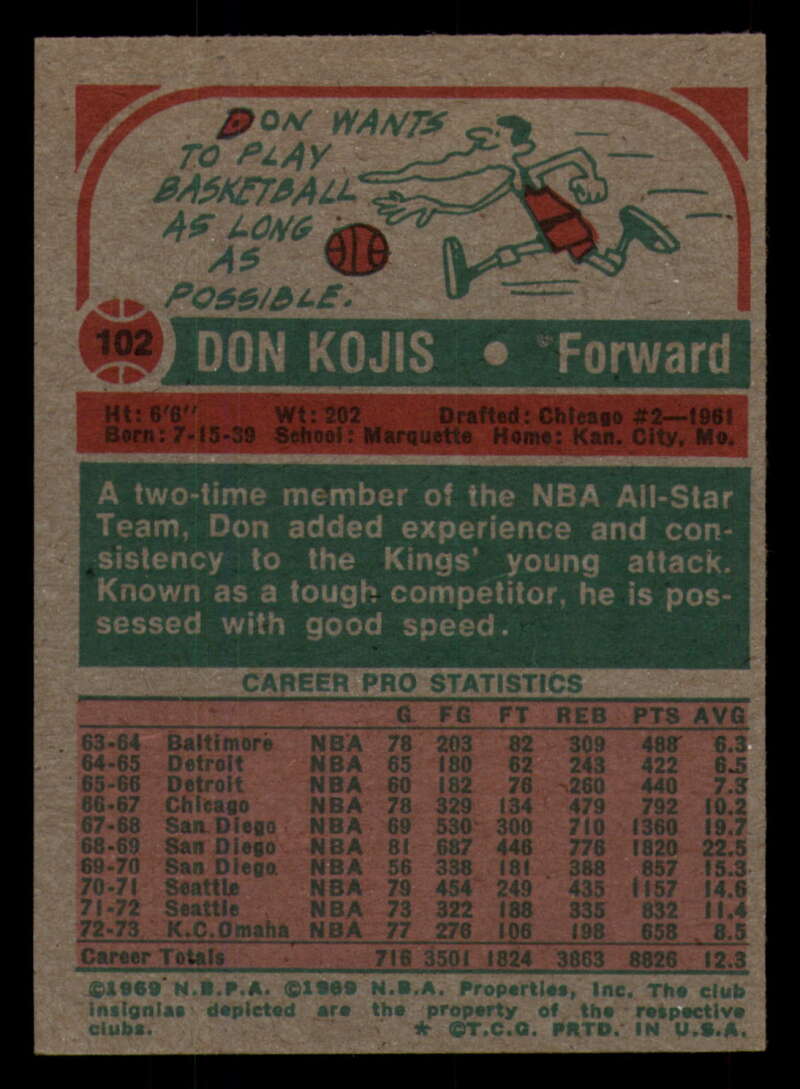 DON WANTS
TO PLAY
BASKETBALL
AS LONG
AS
POSSIBLE.
102 DON KOJIS • Forward
Ht: 6'6" Wt: 202 Drafted: Chicago #2—1961
Born: 7-15-39 School: Marquette Home: Kan. City, Mo.
A two-time member of the NBA All-Star
Team, Don added experience and con-
sistency to the Kings' young attack.
Known as a tough competitor, he is pos-
sessed with good speed.
CAREER PRO STATISTICS
G FG FT REB PTS AVG
63-64 Baltimore NBA 78 203 82 309 488 6.3
64-65 Detroit NBA 65 180 62 243 422 6.5
65-66 Detroit NBA 60 182 76 260 440 7.3
66-67 Chicago NBA 78 329 134 479 792 10.2
67-68 San Diego NBA 69 530 300 710 1360 19.7
68-69 San Diego NBA 81 687 446 776 1820 22.5
69-70 San Diego NBA 56 338 181 388 857 15.3
70-71 Seattle NBA 79 454 249 435 1157 14.6
71-72 Seattle NBA 73 322 188 335 832 11.4
72-73 K.C. Omaha NBA 77 276 106 198 658 8.5
Career Totals 716 3501 1824 3863 8826 12.3
©1969 N.B.P.A. ©1969 N.B.A. Properties, Inc. The club
insignias depicted are the property of the respective
clubs. * ©T.C.G. PRTD. IN U.S.A.